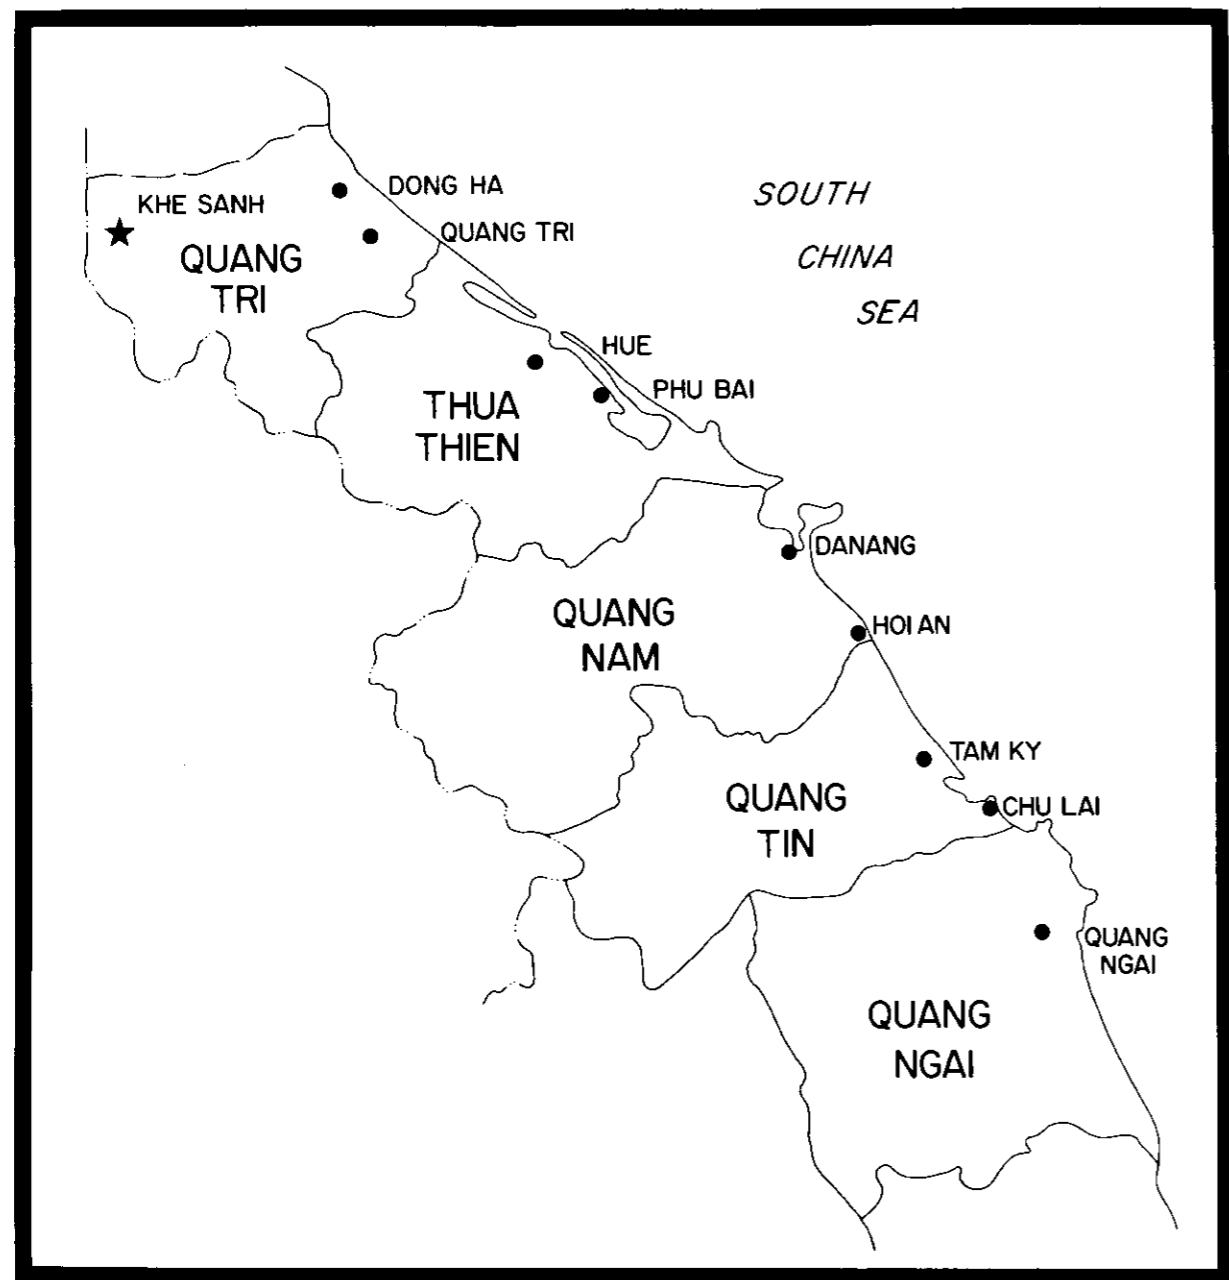 DONG HA
SOUTH
KHE SANH
QUANG TRI
CHINA
QUANG
TRI
SEA
HUE
PHU BAI
THUA
THIEN
DANANG
QUANG
NAM
HOI AN
TAM KY
QUANG
TIN
CHU LAI
QUANG
NGAI
QUANG
NGAI